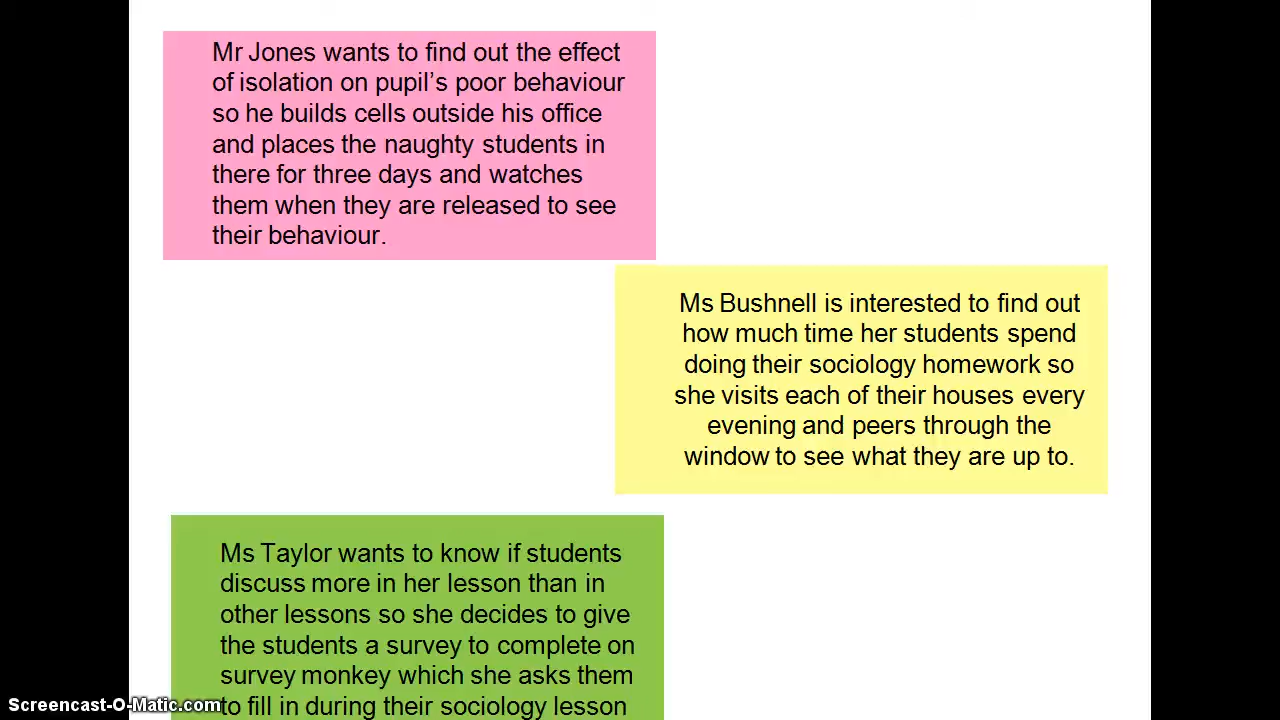 Mr Jones wants to find out the effect
of isolation on pupil’s poor behaviour
so he builds cells outside his office
and places the naughty students in
there for three days and watches
them when they are released to see
their behaviour.
Ms Bushnell is interested to find out
how much time her students spend
doing their sociology homework so
she visits each of their houses every
evening and peers through the
window to see what they are up to.
Ms Taylor wants to know if students
discuss more in her lesson than in
other lessons so she decides to give
the students a survey to complete on
survey monkey which she asks them
to fill in during their sociology lesson
Screencast-O-Matic.com